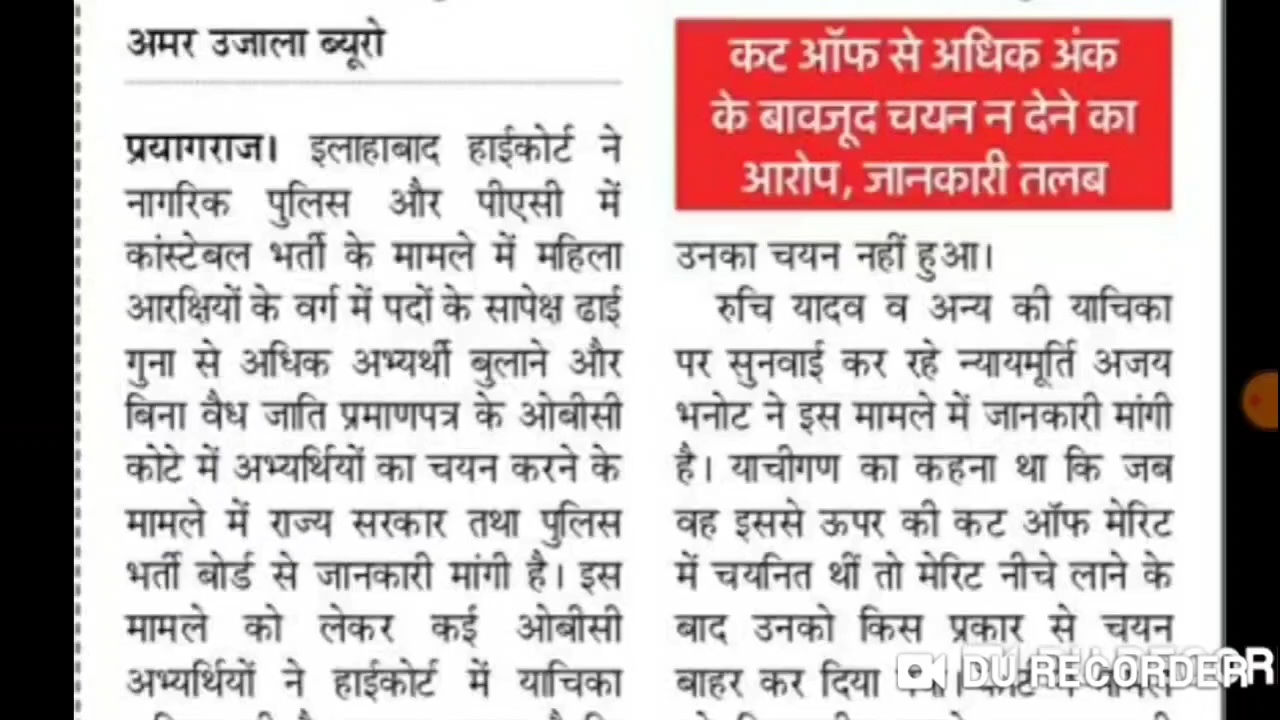 अमर उजाला ब्यूरो
प्रयागराज। इलाहाबाद हाईकोर्ट ने
नागरिक पुलिस और पीएसी में
कांस्टेबल भर्ती के मामले में महिला
आरक्षियों के वर्ग में पदों के सापेक्ष ढाई
गुना से अधिक अभ्यर्थी बुलाने और
बिना वैध जाति प्रमाणपत्र के ओबीसी
कोटे में अभ्यर्थियों का चयन करने के
मामले में राज्य सरकार तथा पुलिस
भर्ती बोर्ड से जानकारी मांगी है। इस
मामले को लेकर कई ओबीसी
अभ्यर्थियों ने हाईकोर्ट में याचिका
कट ऑफ से अधिक अंक
के बावजूद चयन न देने का
आरोप, जानकारी तलब
उनका चयन नहीं हुआ।
रुचि यादव व अन्य की याचिका
पर सुनवाई कर रहे न्यायमूर्ति अजय
भनोट ने इस मामले में जानकारी मांगी
है। याचीगण का कहना था कि जब
वह इससे ऊपर की कट ऑफ मेरिट
में चयनित थीं तो मेरिट नीचे लाने के
बाद उनको किस प्रकार से चयन
बाहर कर दिया
DU RECORDER